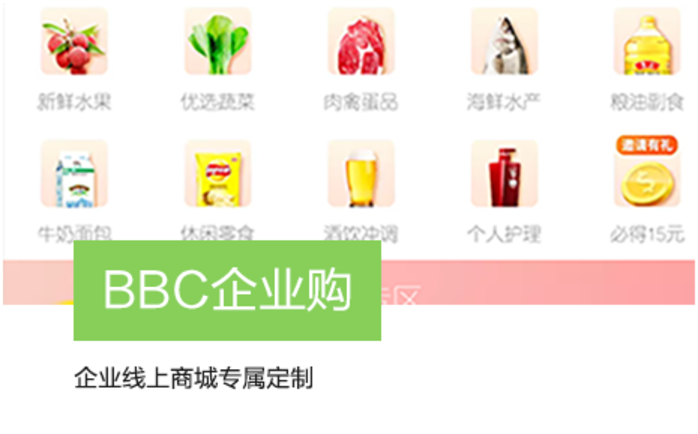 新鲜水果 优选蔬菜 肉禽蛋品 海鲜水产 粮油副食
邀请有礼
牛奶面包 休闲零食 酒饮冲调 个人护理 必得15元
BBC企业购
专区
企业线上商城专属定制